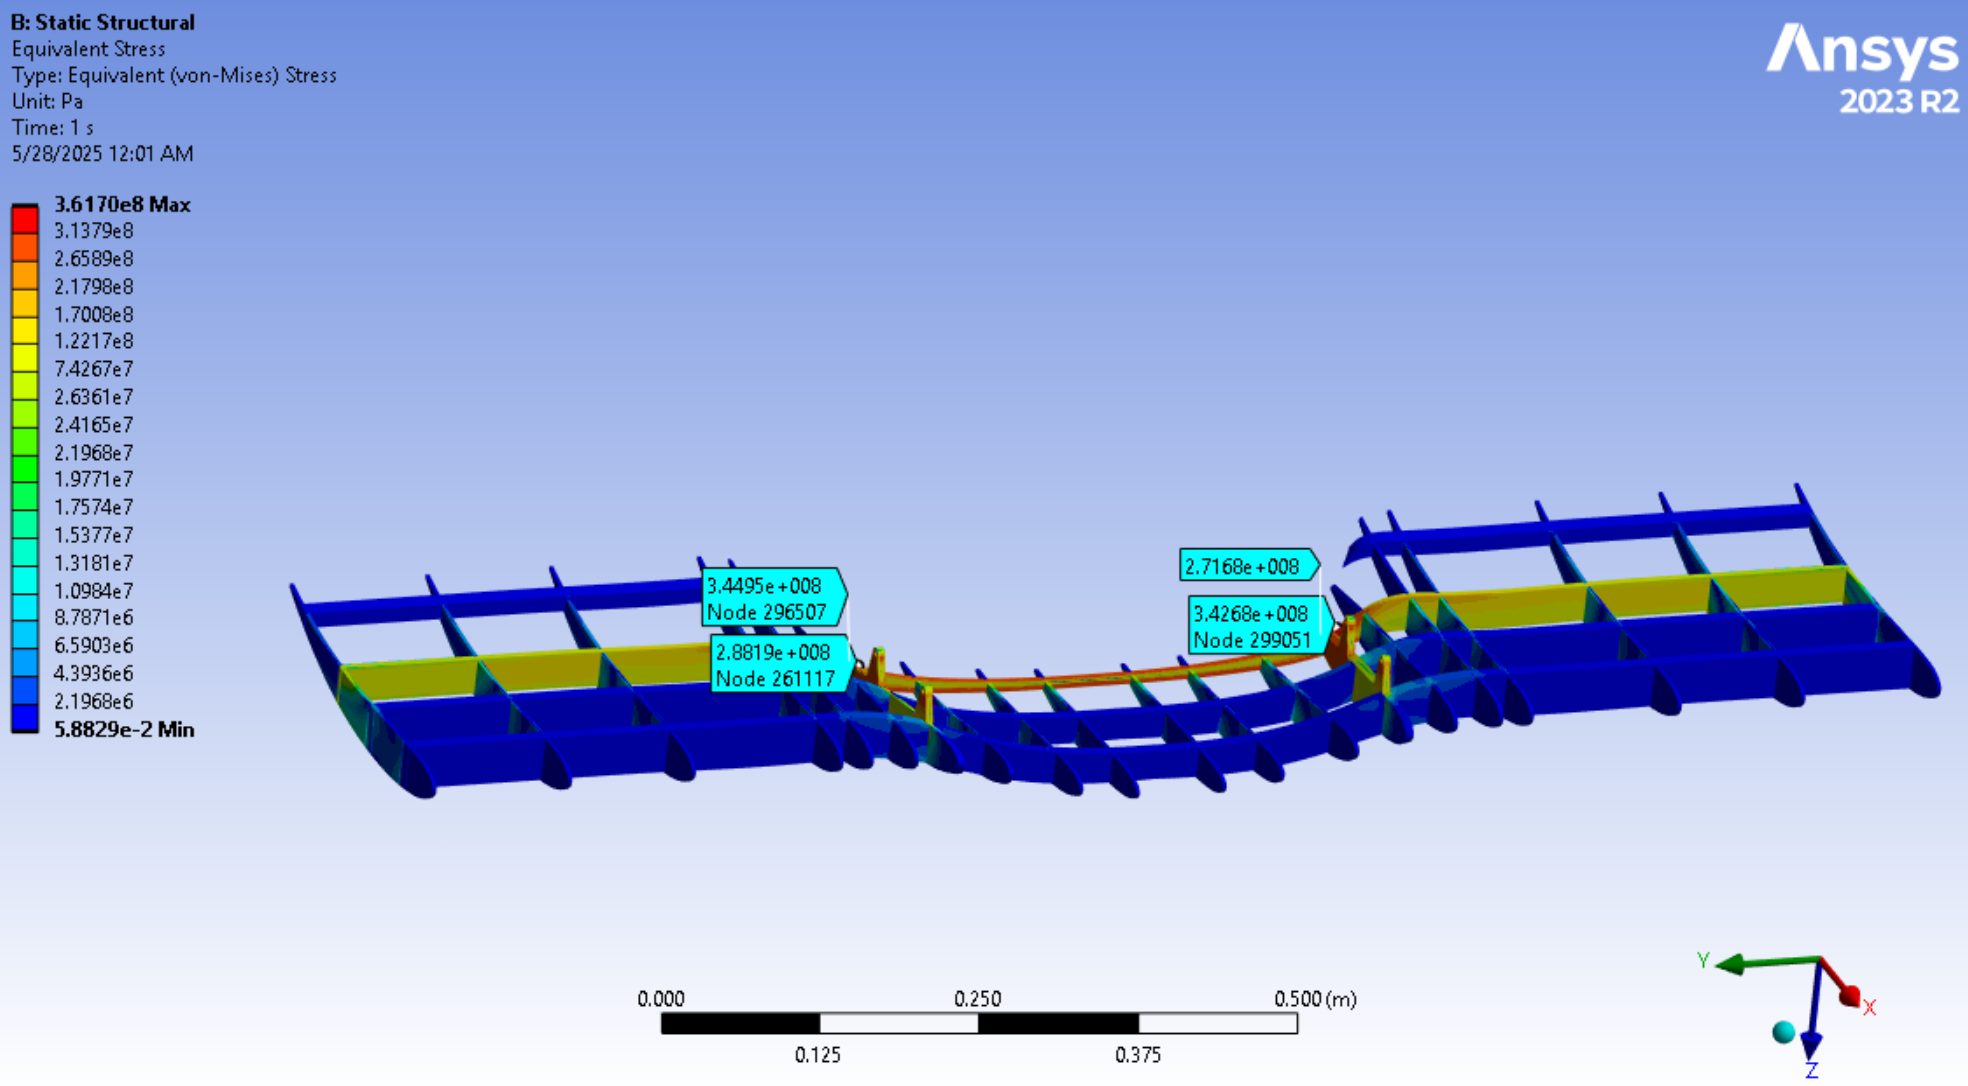 B: Static Structural
Equivalent Stress
Type: Equivalent (von-Mises) Stress
Unit: Pa
Time: 1 s
5/28/2025 12:01 AM
Ansys
2023 R2
3.6170e8 Max
3.1379e8
2.6589e8
2.1798e8
1.7008e8
1.2217e8
7.4267e7
2.6361e7
2.4165e7
2.1968e7
1.9771e7
1.7574e7
1.5377e7
1.3181e7
1.0984e7
8.7871e6
6.5903e6
4.3936e6
2.1968e6
5.8829e-2 Min
3.4495e+008
Node 296507
2.8819e+008
Node 261117
2.7168e+008
3.4268e+008
Node 299051
0.000
0.250
0.500 (m)
0.125
0.375
Y
X
Z